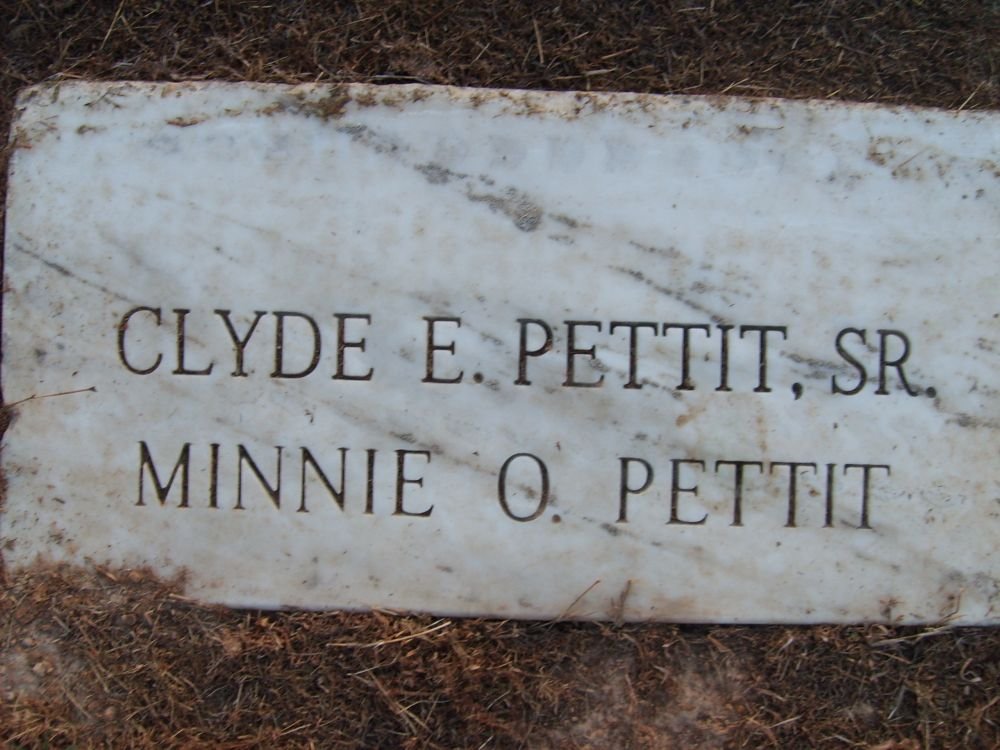 CLYDE E. PETTIT, SR.
MINNIE O. PETTIT